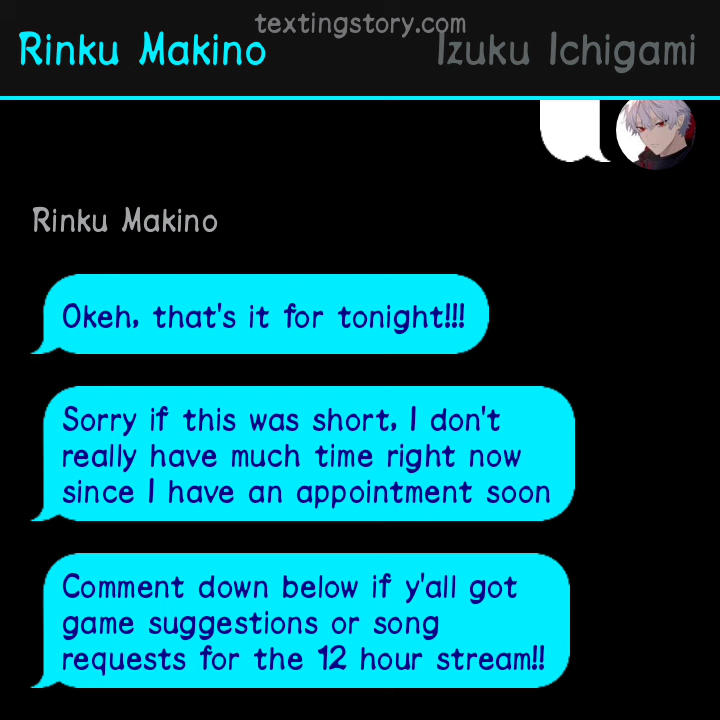 textingstory.com
Rinku Makino
Izuku Ichigami
Rinku Makino
Okeh, that's it for tonight!!!
Sorry if this was short, I don't
really have much time right now
since I have an appointment soon
Comment down below if y'all got
game suggestions or song
requests for the 12 hour stream!!